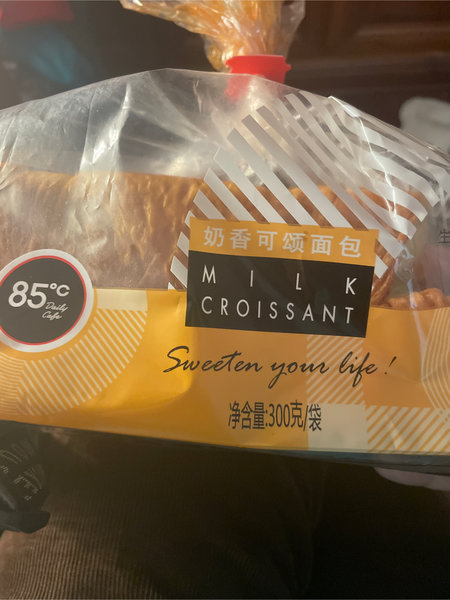 奶香可颂面包
MILK
CROISSANT
85°C
Daily
Cafe
Sweeten your life!
净含量:300克/袋